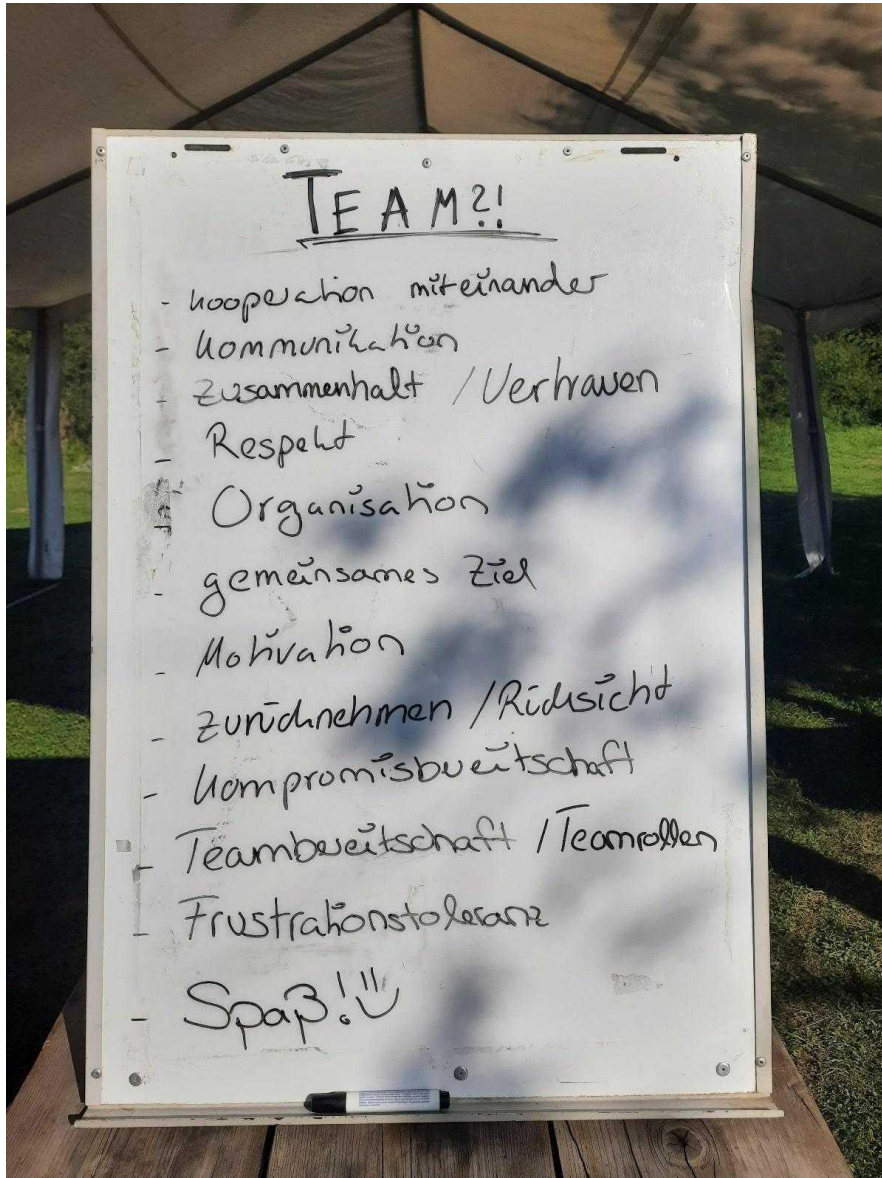 TEAM?!
- Kooperation miteinander
- Kommunikation
- Zusammenhalt / Vertrauen
- Respekt
- Organisation
- gemeinsames Ziel
- Motivation
- Zurücknehmen / Rücksicht
- Kompromisbereitschaft
- Teambereitschaft / Teamrollen
- Frustrationstoleranz
- Spaß!